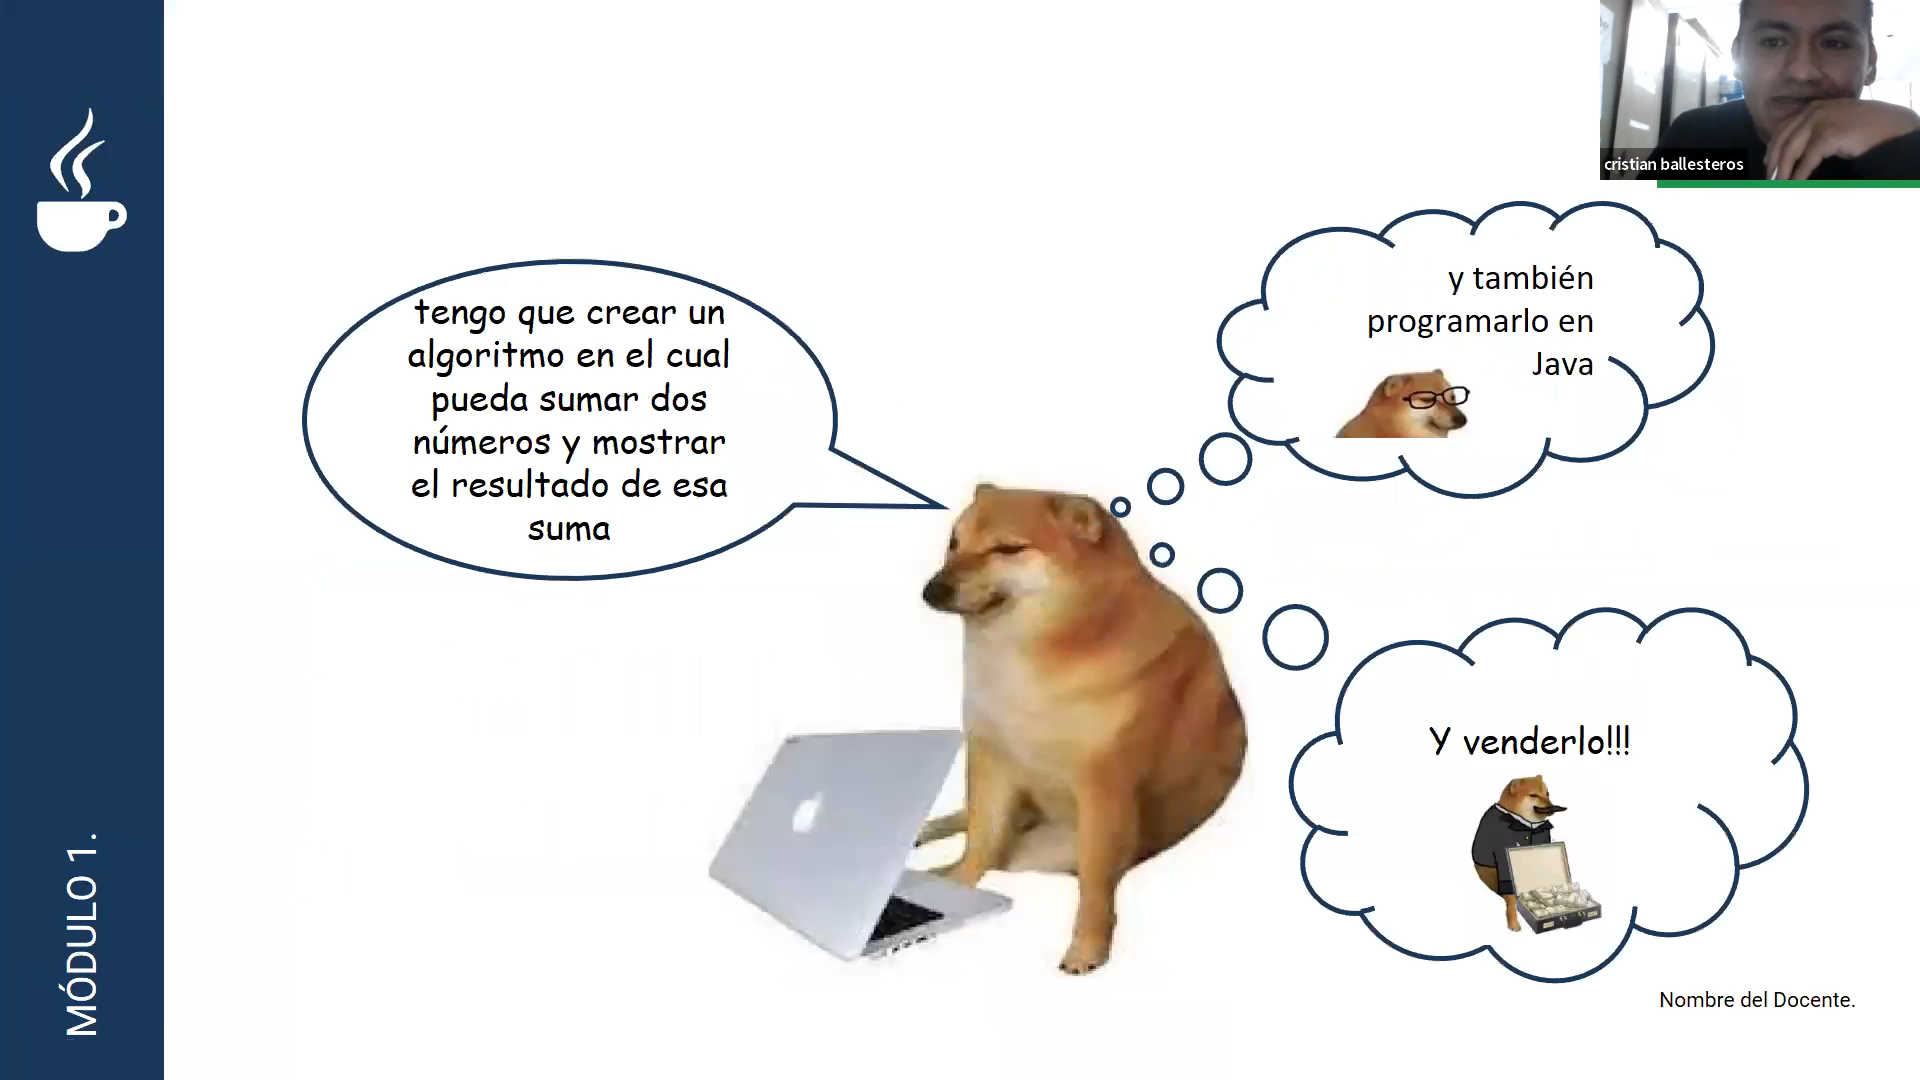 cristian ballesteros
tengo que crear un
algoritmo en el cual
pueda sumar dos
números y mostrar
el resultado de esa
suma
y también
programarlo en
Java
Y venderlo!!!
MÓDULO 1.
Nombre del Docente.